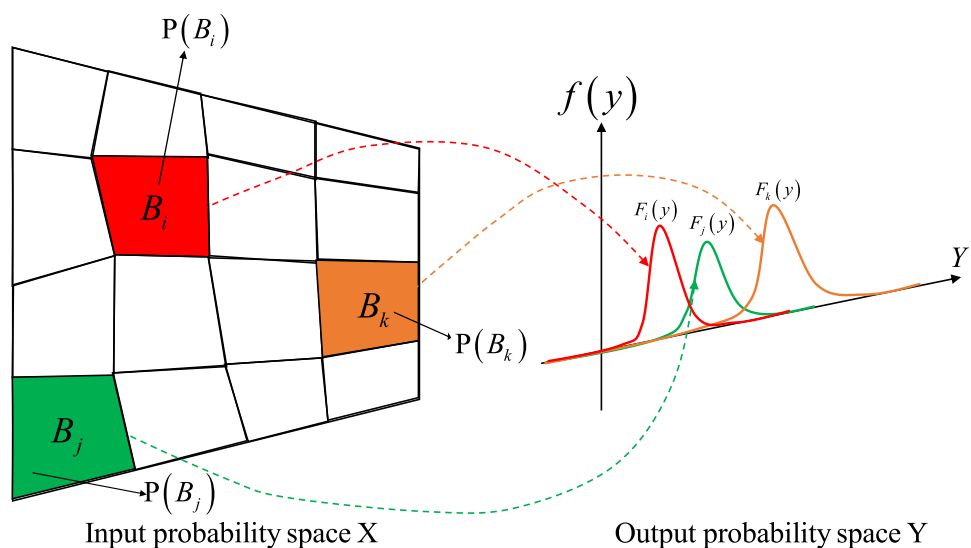 P(B_i)
f(y)
B_i
F_i(y)
F_j(y)
F_k(y)
Y
B_k
P(B_k)
B_j
P(B_j)
Input probability space X
Output probability space Y